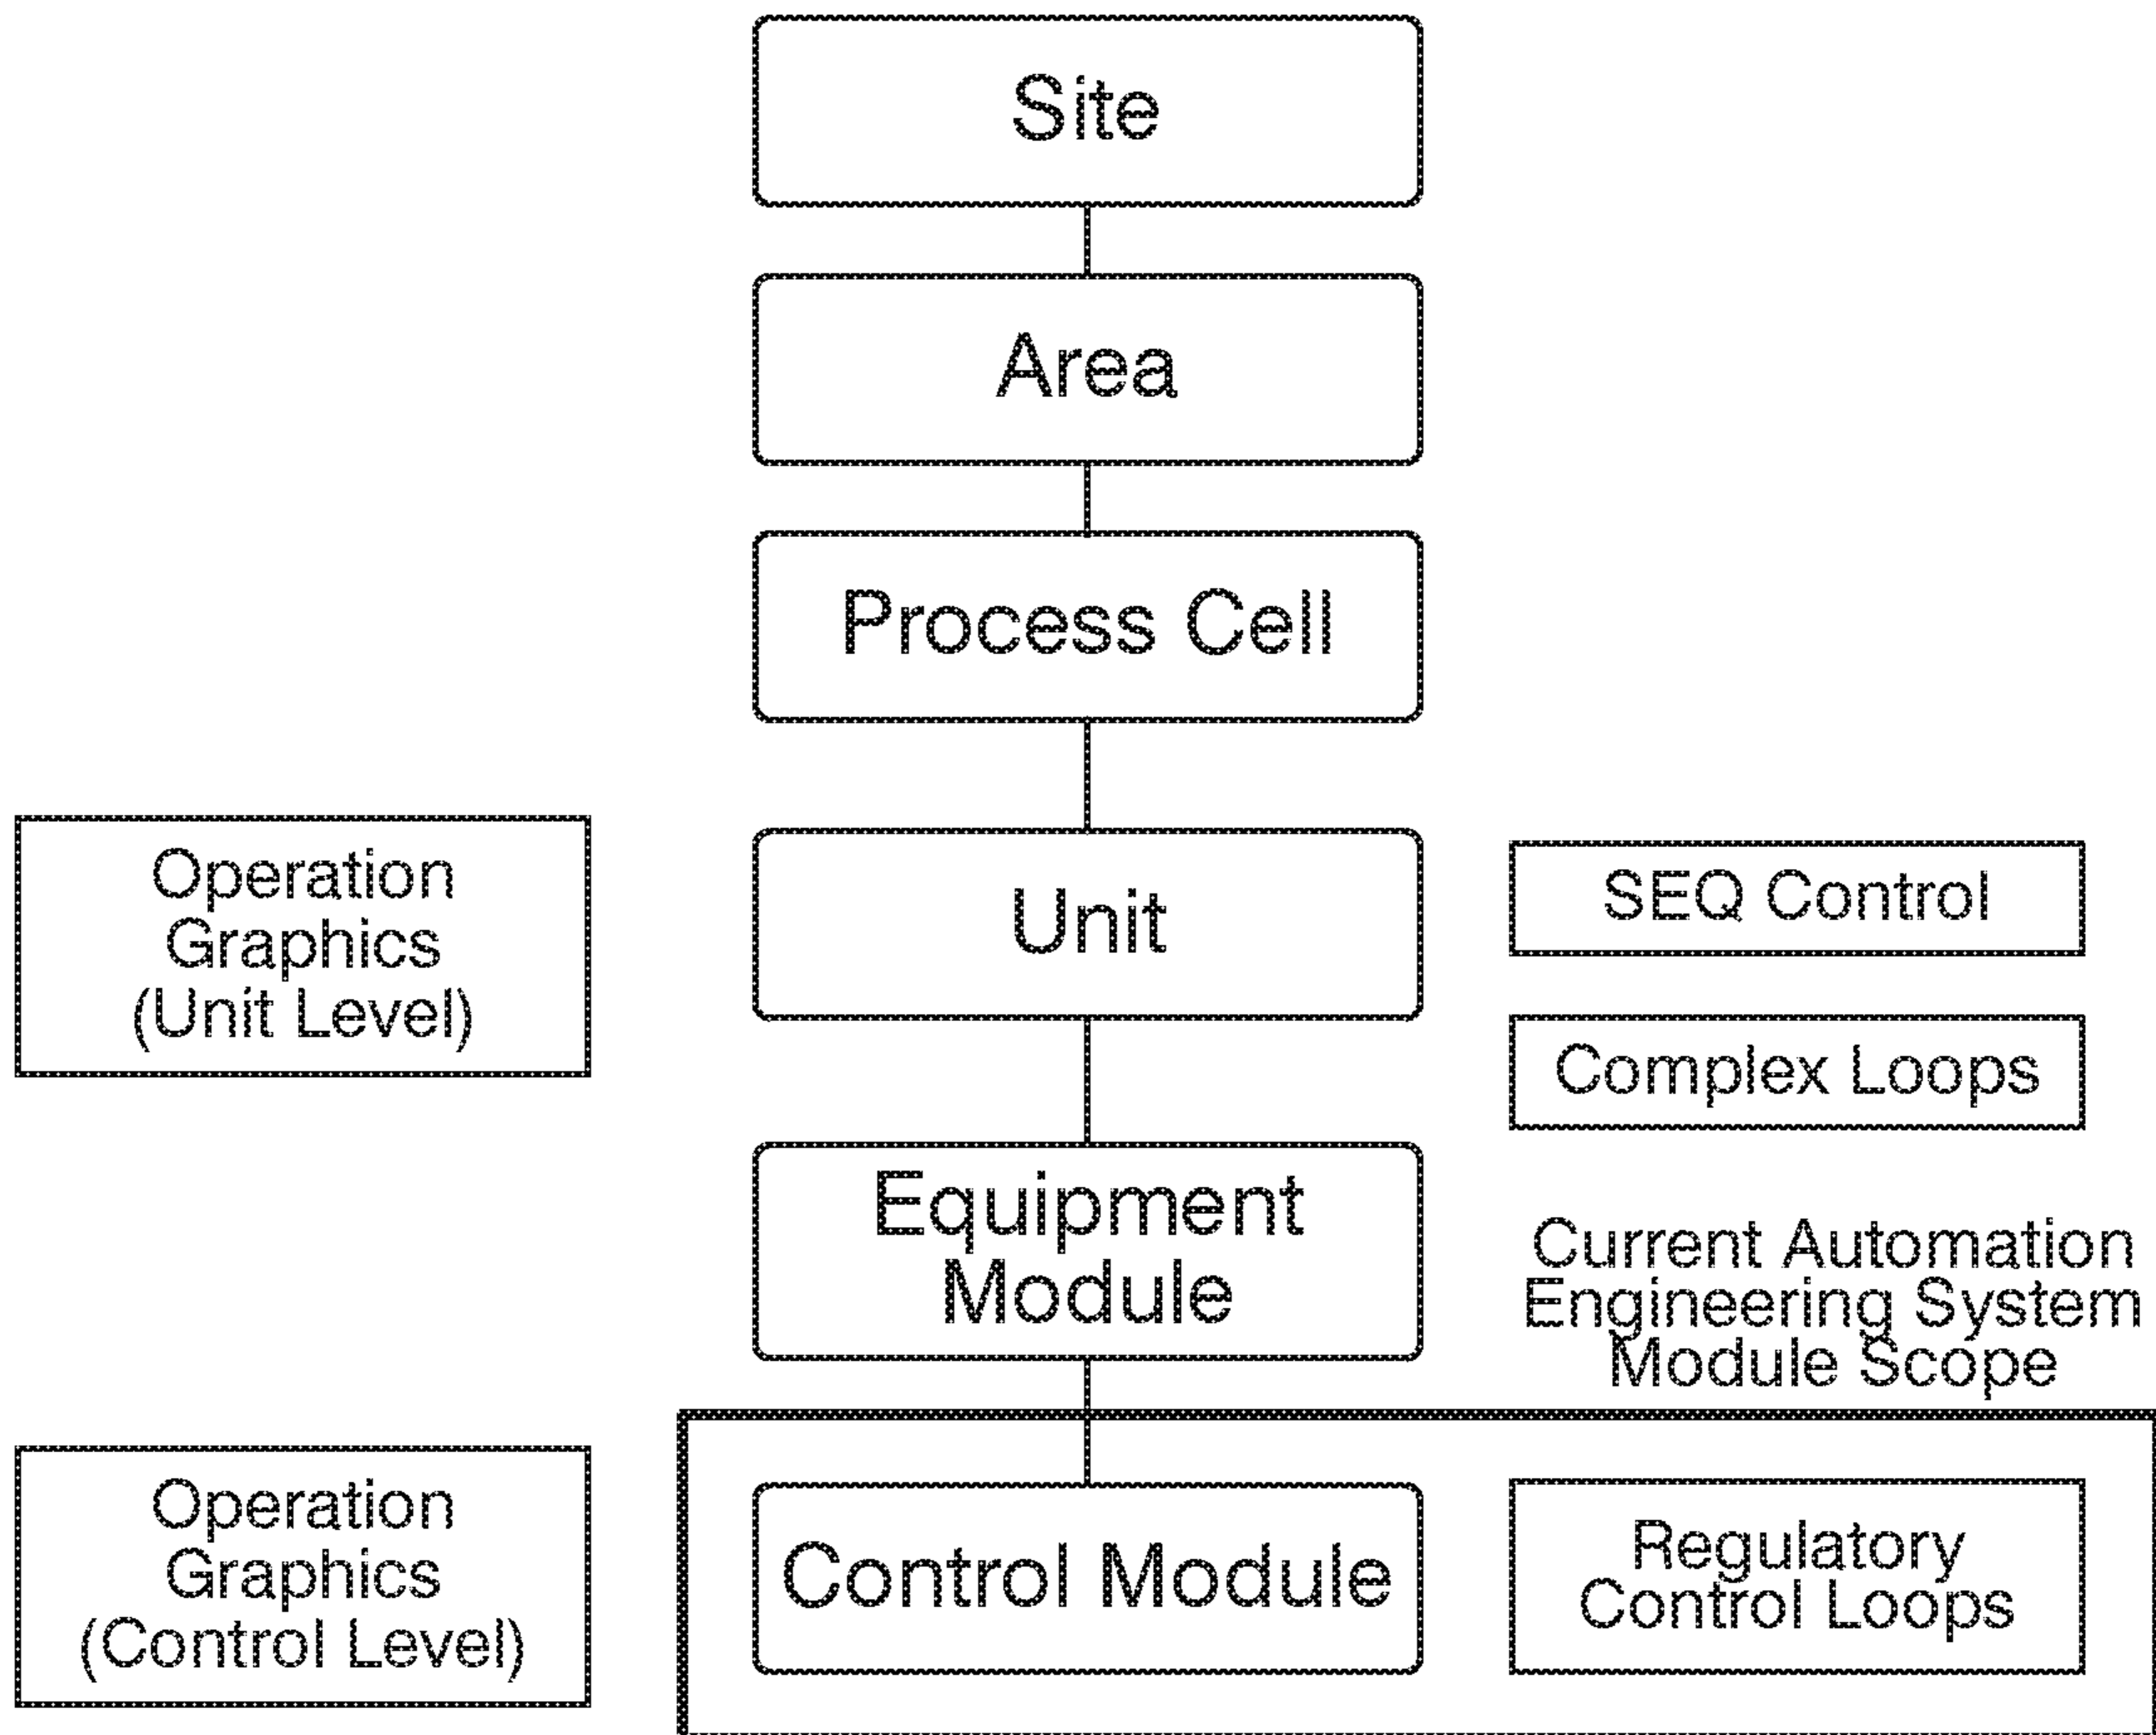 Site
Area
Process Cell
Operation
Graphics
(Unit Level)
Unit
SEQ Control
Complex Loops
Equipment
Module
Current Automation
Engineering System
Module Scope
Operation
Graphics
(Control Level)
Control Module
Regulatory
Control Loops